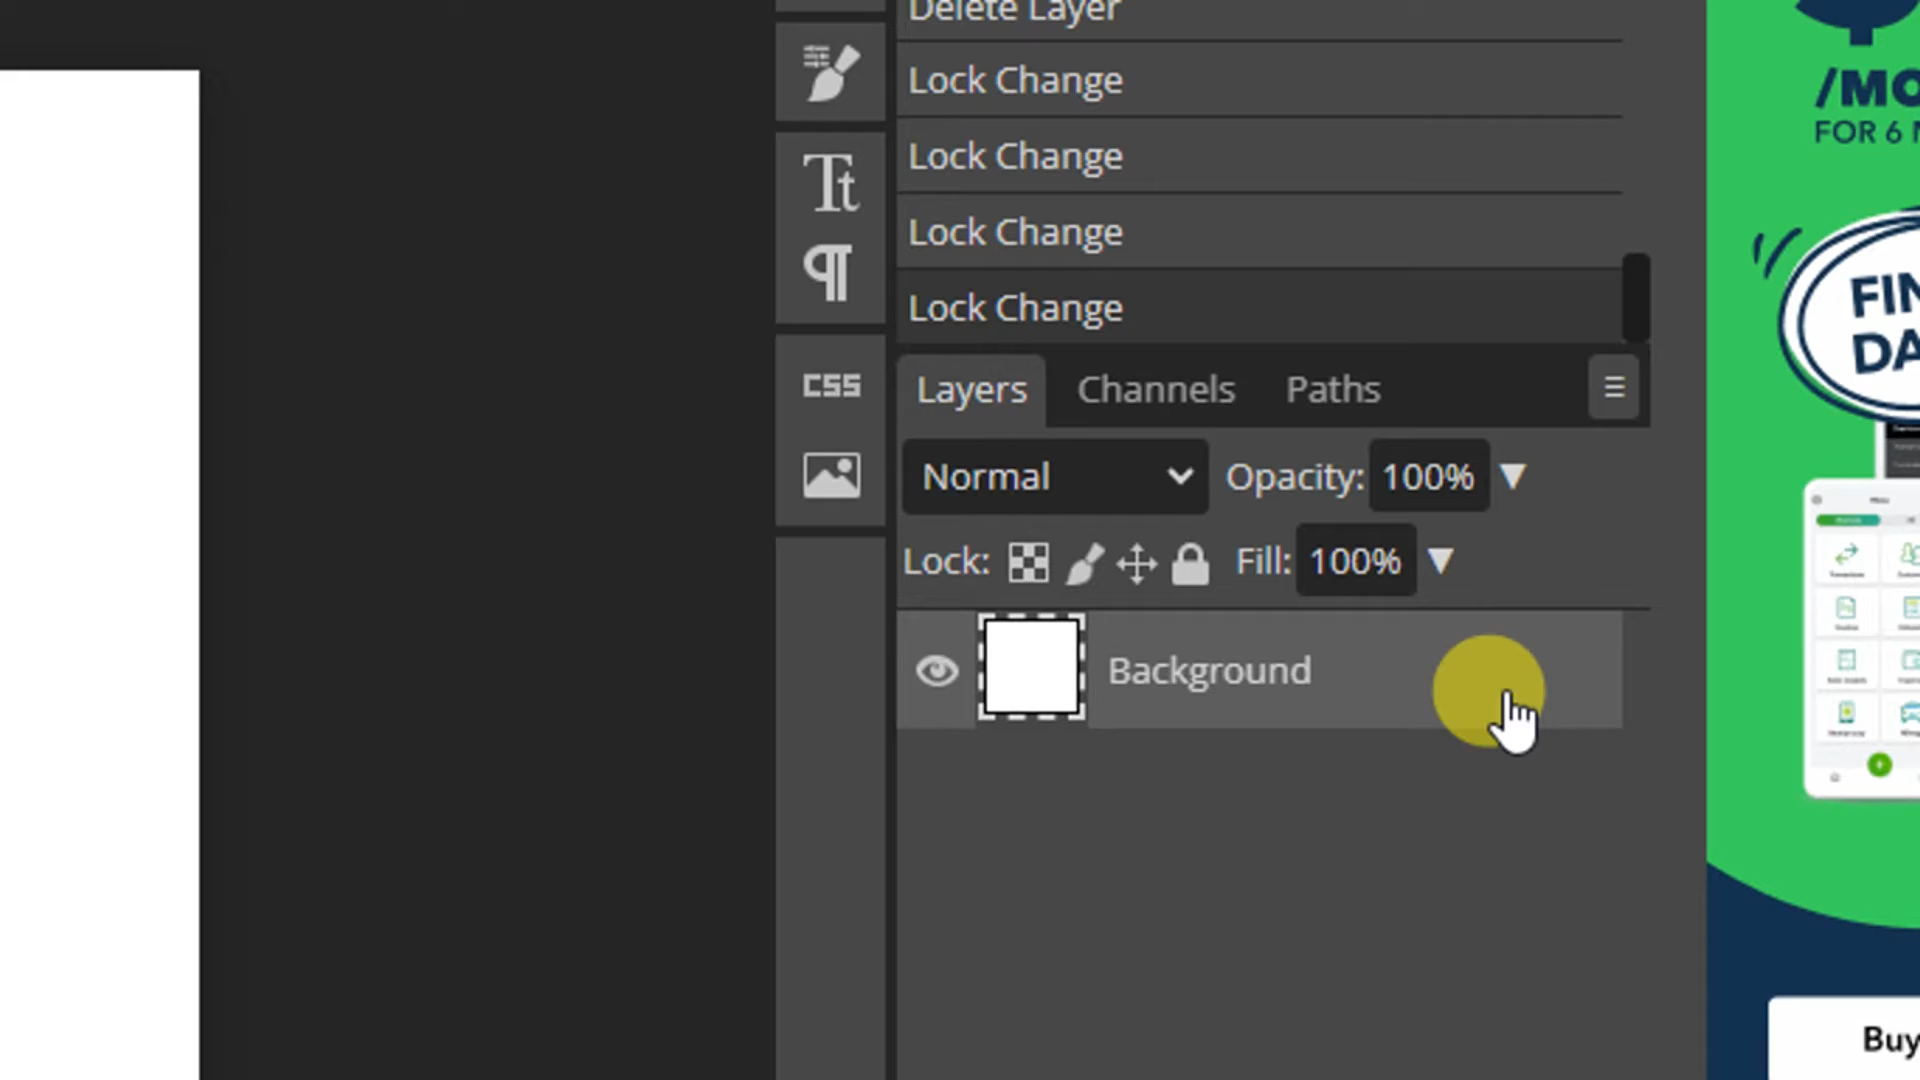 Delete Layer
Lock Change
Lock Change
Lock Change
Lock Change
Tt
¶
CSS
Layers Channels Paths
Normal Opacity: 100%
Lock: Fill: 100%
Background
/MO
FOR 6
FIN
DA
Buy